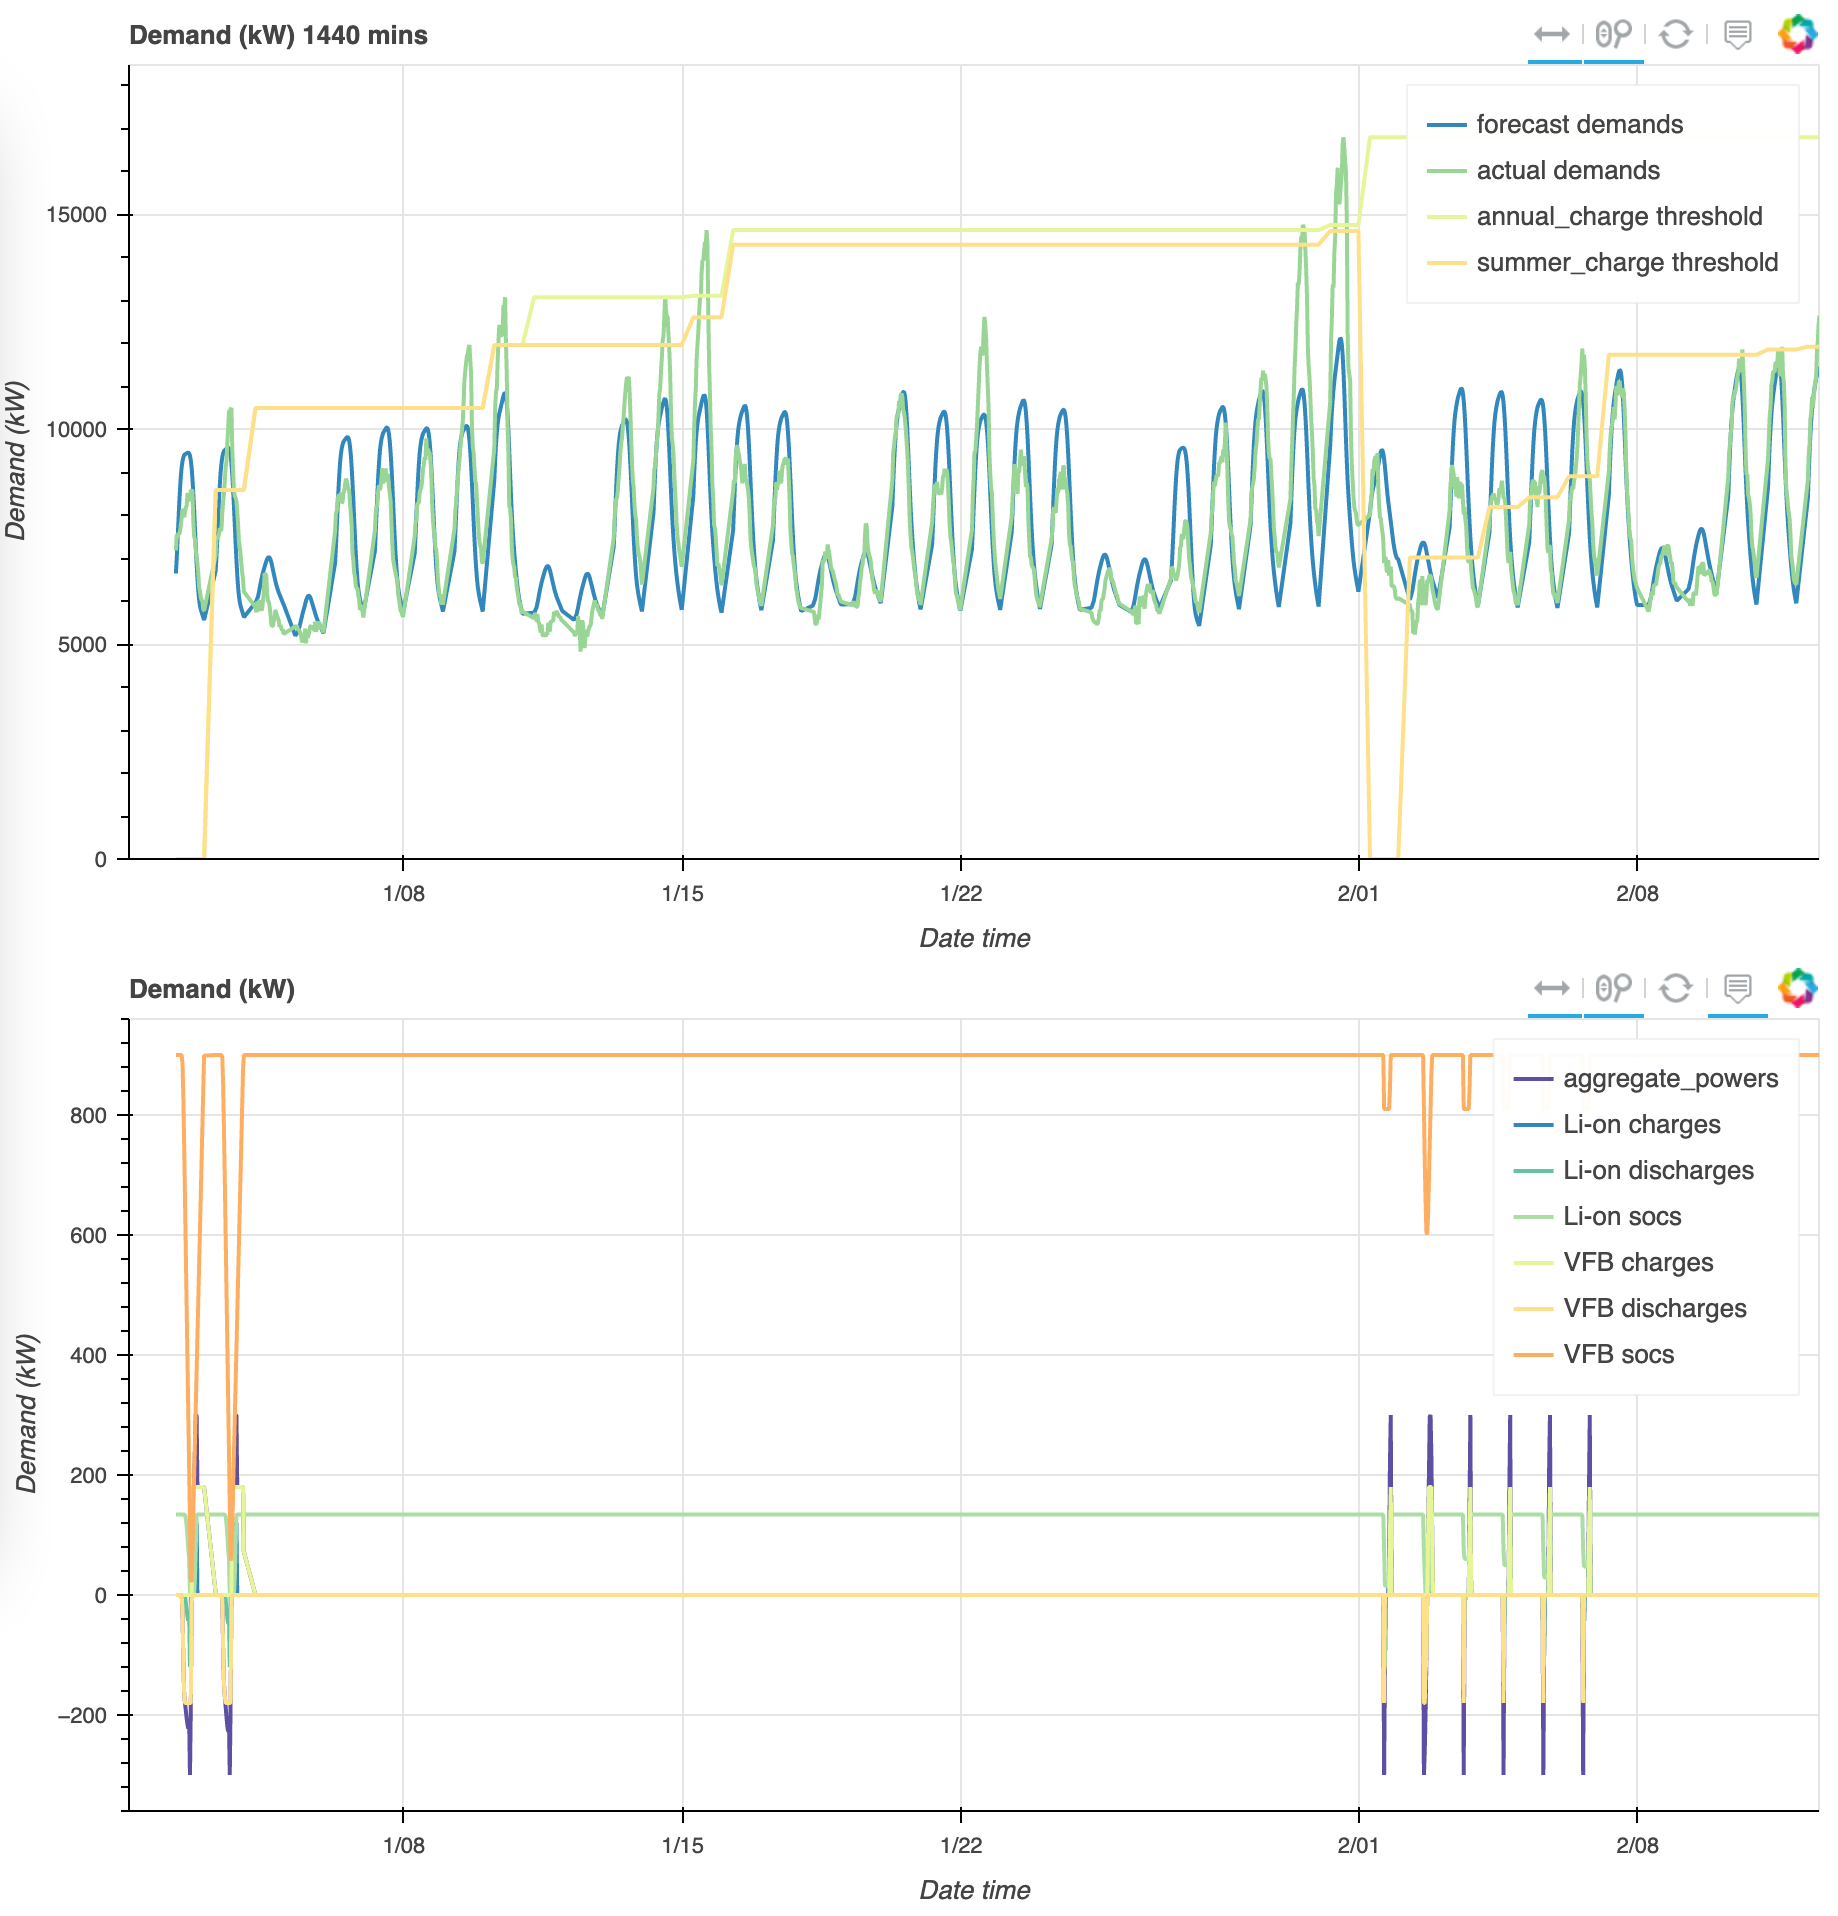 Demand (kW) 1440 mins
forecast demands
actual demands
annual_charge threshold
summer_charge threshold
15000
10000
5000
0
Demand (kW)
1/08
1/15
1/22
2/01
2/08
Date time
Demand (kW)
aggregate_powers
Li-on charges
Li-on discharges
Li-on socs
VFB charges
VFB discharges
VFB socs
800
600
400
200
0
−200
Demand (kW)
1/08
1/15
1/22
2/01
2/08
Date time